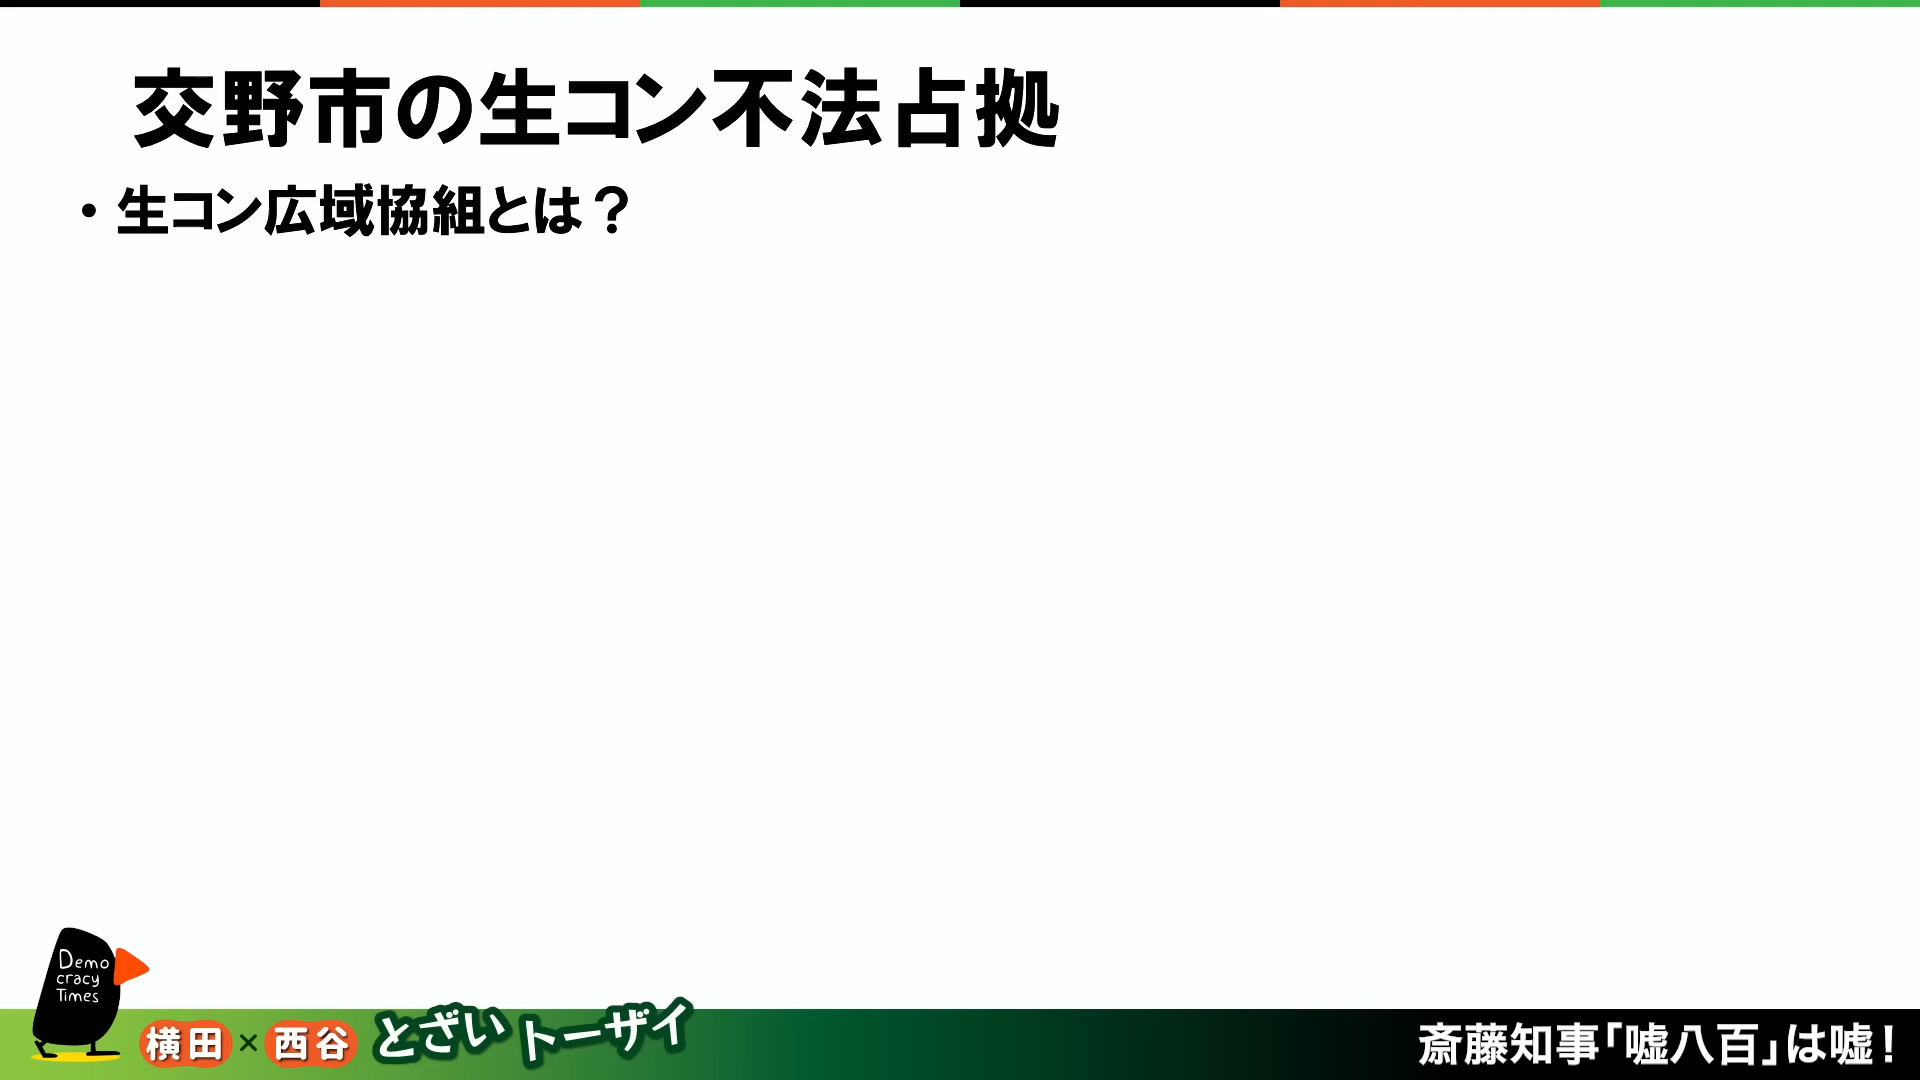 交野市の生コン不法占拠
・生コン広域協組とは？
Demo
cracy
Times
横田×西谷 とざいトーザイ
斎藤知事「嘘八百」は嘘！